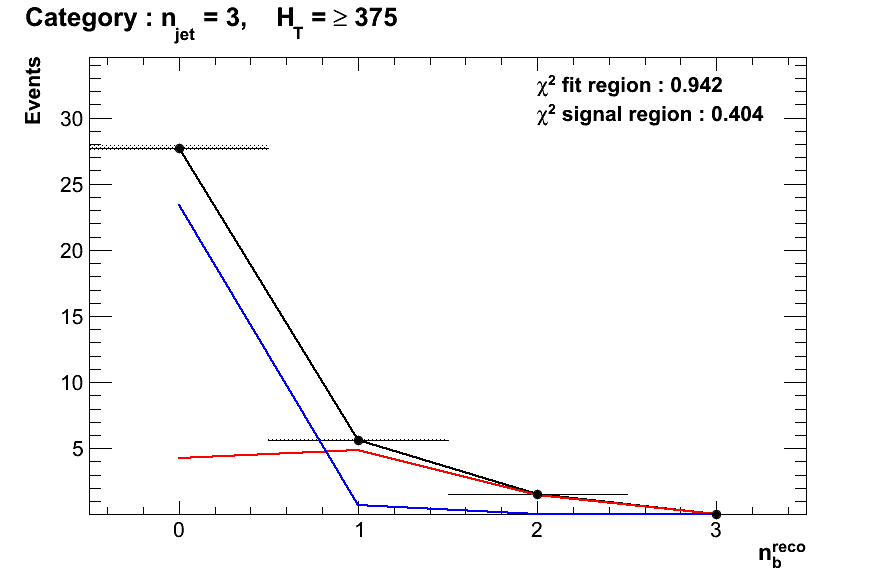 Category : n_jet = 3,    H_T = ≥ 375
Events
χ² fit region : 0.942
χ² signal region : 0.404
30
25
20
15
10
5
0 1 2 3
n_b^reco